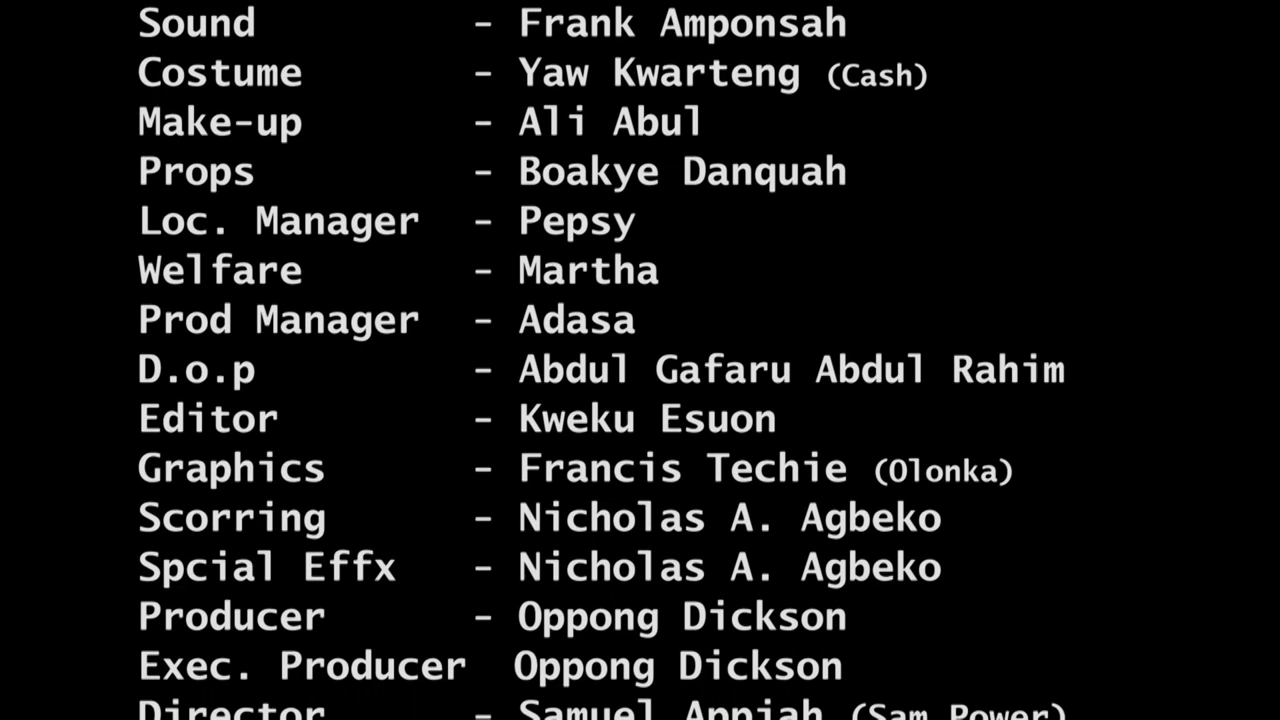 Sound - Frank Amponsah
Costume - Yaw Kwarteng (Cash)
Make-up - Ali Abul
Props - Boakye Danquah
Loc. Manager - Pepsy
Welfare - Martha
Prod Manager - Adasa
D.o.p - Abdul Gafaru Abdul Rahim
Editor - Kweku Esuon
Graphics - Francis Techie (Olonka)
Scorring - Nicholas A. Agbeko
Spcial Effx - Nicholas A. Agbeko
Producer - Oppong Dickson
Exec. Producer Oppong Dickson
Director - Samuel Appiah (Sam Power)